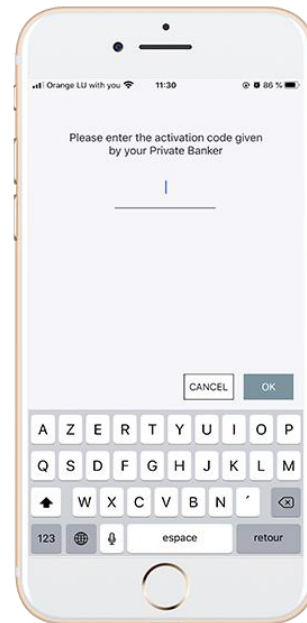 Orange LU with you 11:30 86 %
Please enter the activation code given
by your Private Banker
CANCEL OK
A Z E R T Y U I O P
Q S D F G H J K L M
W X C V B N ´
123 espace retour